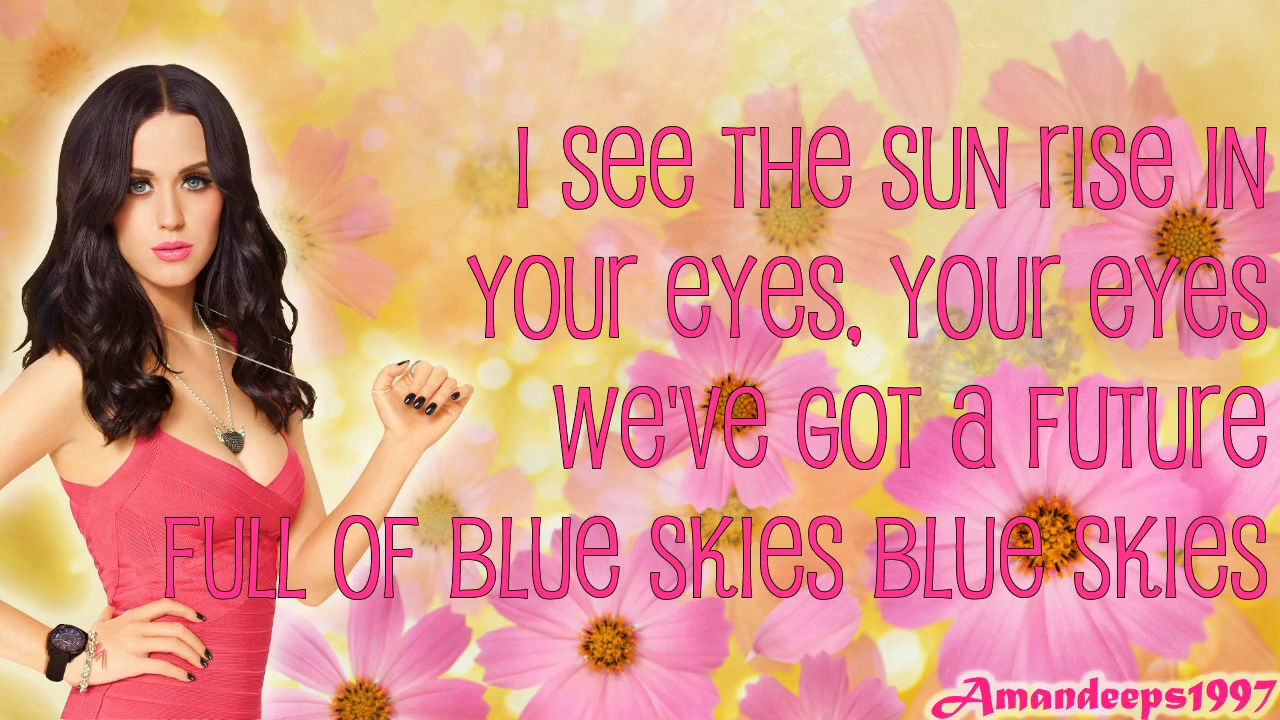 I see the sun rise in
your eyes, your eyes
we've got a future
full of blue skies blue skies
Amandeeps1997